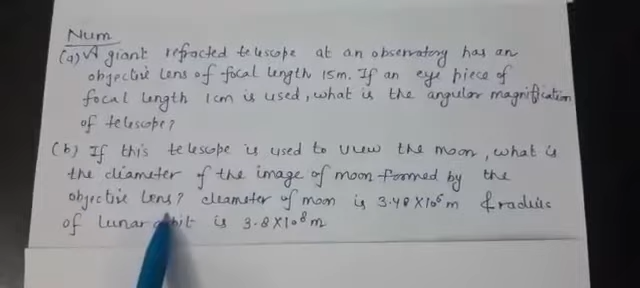 Num
(a) A giant refracted telescope at an observatory has an
objective lens of focal length 15m. If an eye piece of
focal length 1cm is used, what is the angular magnification
of telescope?
(b) If this telescope is used to view the moon, what is
the diameter of the image of moon formed by the
objective lens? diameter of moon is 3.48 X 10⁶ m & radius
of lunar is 3.8 X 10⁸ m